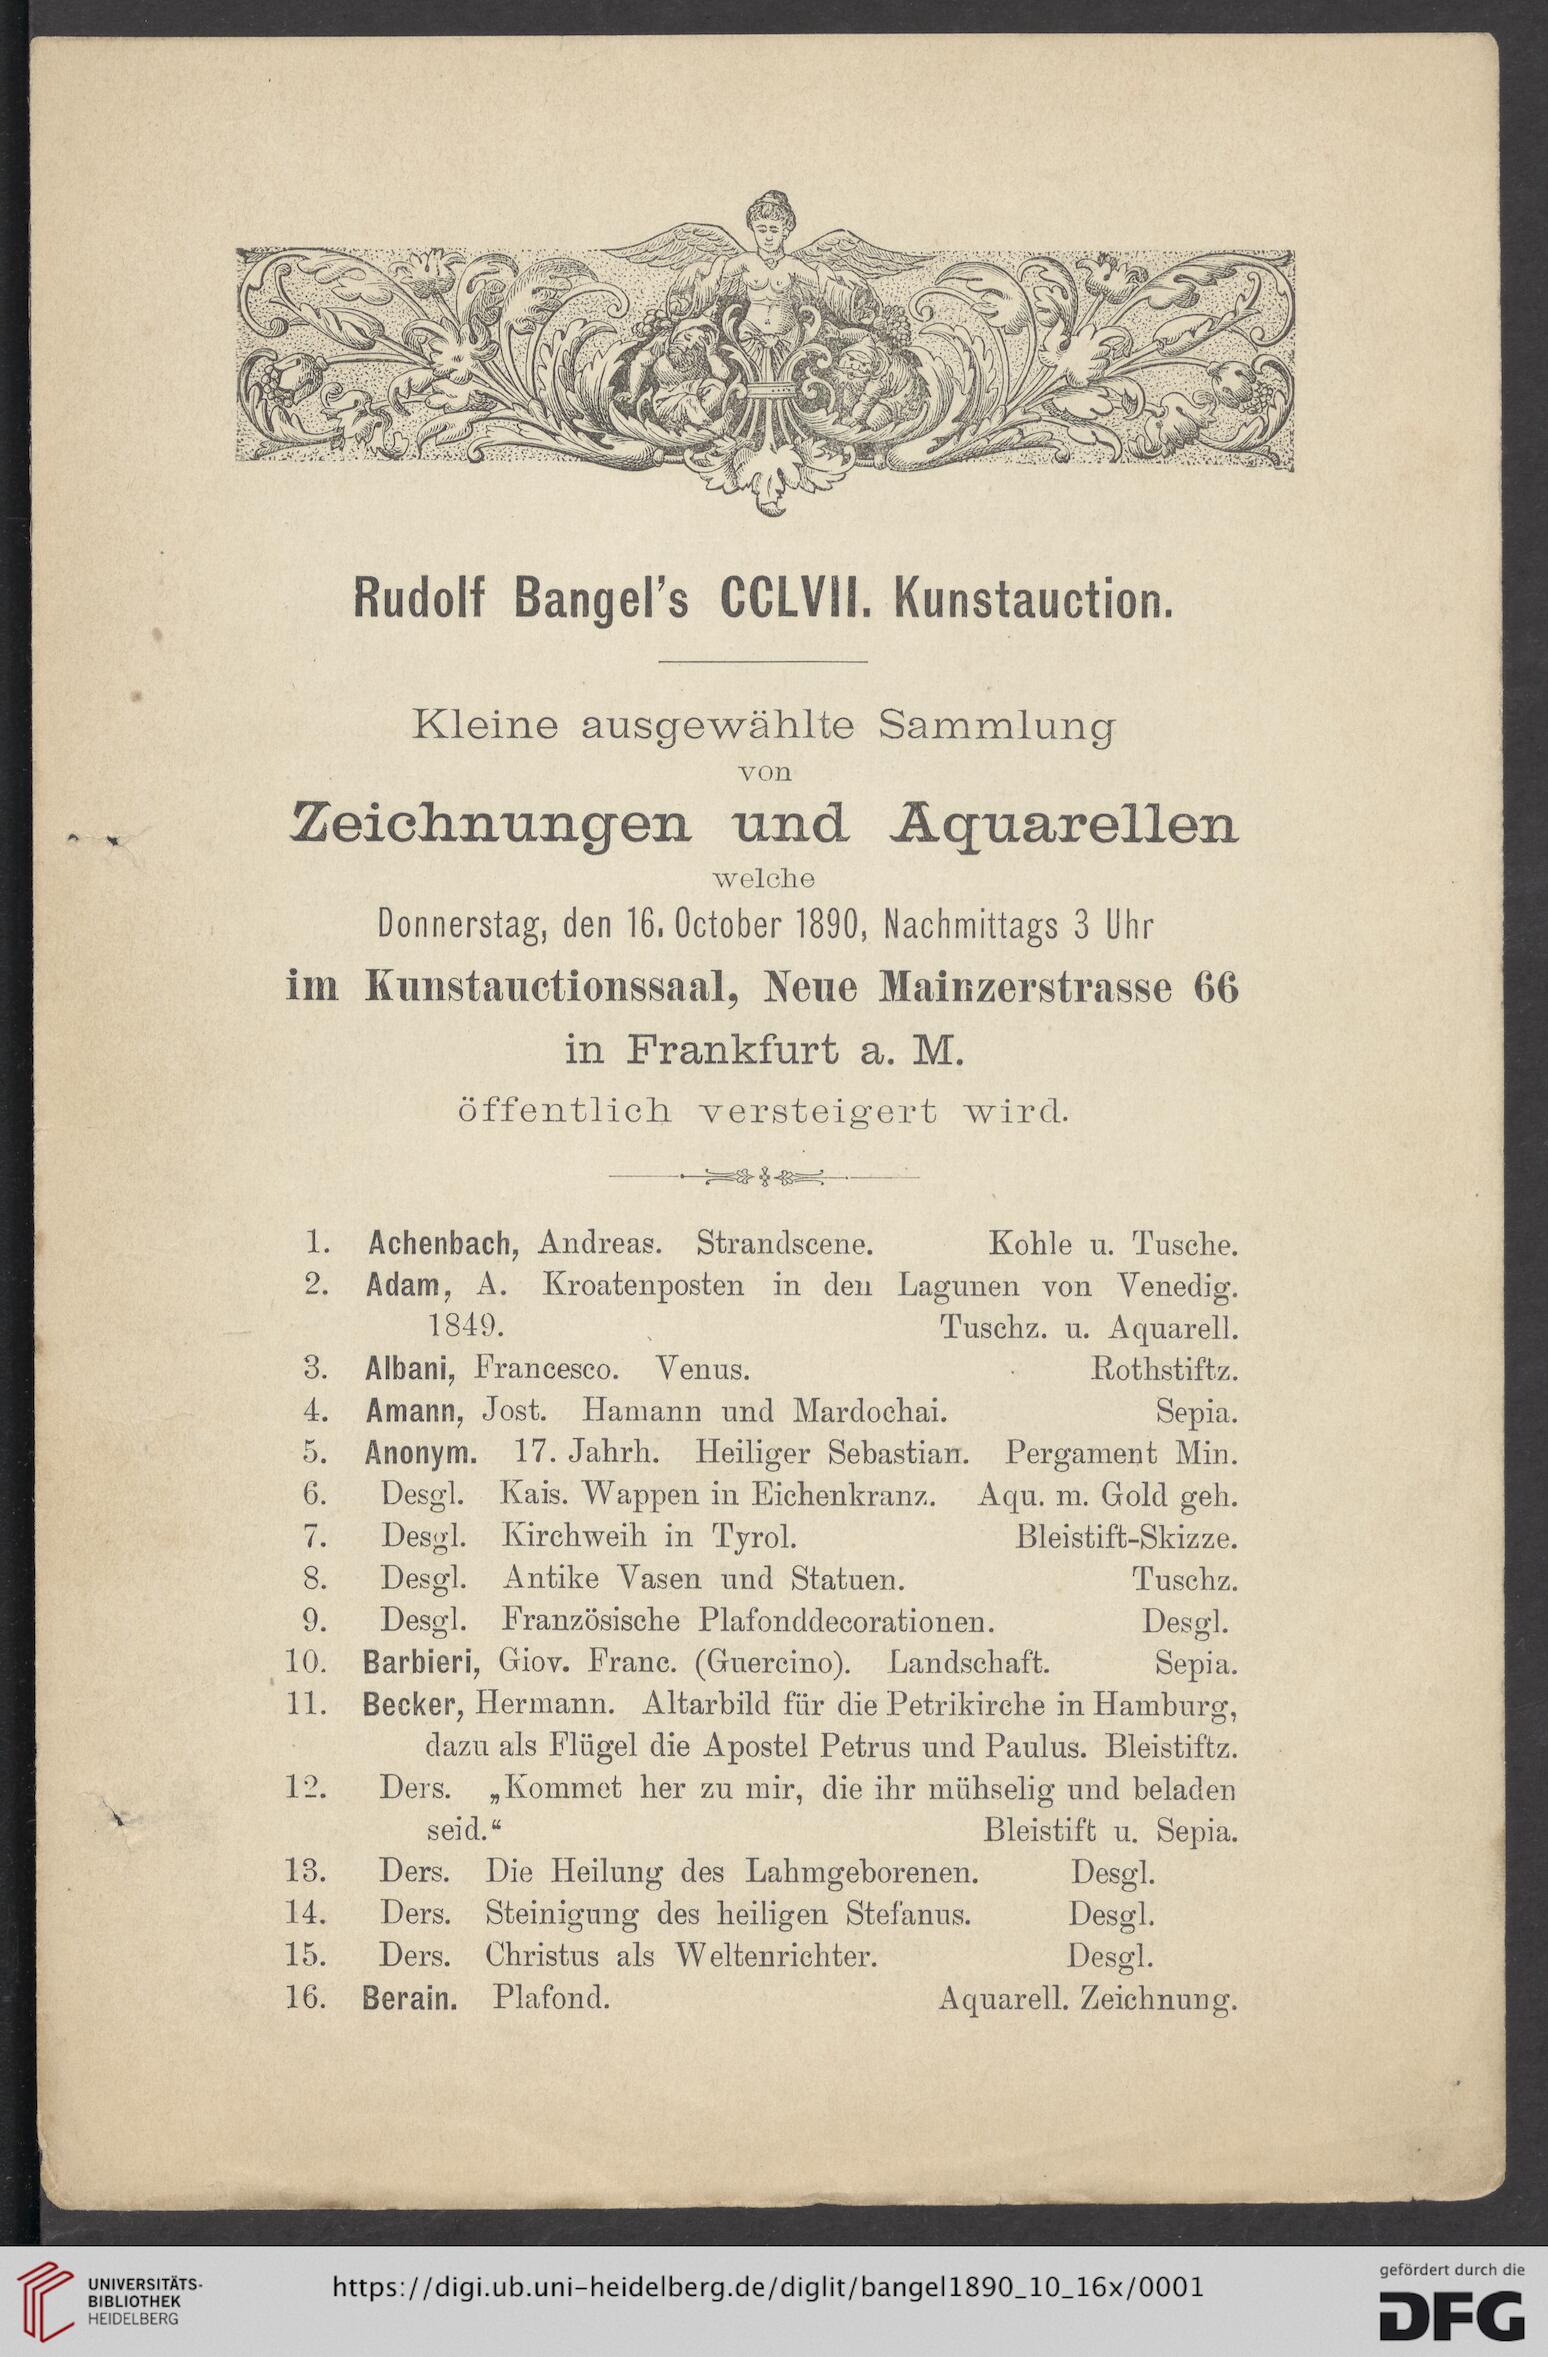 Rudolf Bangel's CCLVII. Kunstauction.
Kleine ausgewählte Sammlung
von
Zeichnungen und Aquarellen
welche
Donnerstag, den 16. October 1890, Nachmittags 3 Uhr
im Kunstauctionssaal, Neue Mainzerstrasse 66
in Frankfurt a. M.
öffentlich versteigert wird.
1. Achenbach, Andreas. Strandscene. Kohle u. Tusche.
2. Adam, A. Kroatenposten in den Lagunen von Venedig.
1849. Tuschz. u. Aquarell.
3. Albani, Francesco. Venus. Rothstiftz.
4. Amann, Jost. Hamann und Mardochai. Sepia.
5. Anonym. 17. Jahrh. Heiliger Sebastian. Pergament Min.
6. Desgl. Kais. Wappen in Eichenkranz. Aqu. m. Gold geh.
7. Desgl. Kirchweih in Tyrol. Bleistift-Skizze.
8. Desgl. Antike Vasen und Statuen. Tuschz.
9. Desgl. Französische Plafonddecorationen. Desgl.
10. Barbieri, Giov. Franc. (Guercino). Landschaft. Sepia.
11. Becker, Hermann. Altarbild für die Petrikirche in Hamburg,
dazu als Flügel die Apostel Petrus und Paulus. Bleistiftz.
12. Ders. „Kommet her zu mir, die ihr mühselig und beladen
seid.“ Bleistift u. Sepia.
13. Ders. Die Heilung des Lahmgeborenen. Desgl.
14. Ders. Steinigung des heiligen Stefanus. Desgl.
15. Ders. Christus als Weltenrichter. Desgl.
16. Berain. Plafond. Aquarell. Zeichnung.
UNIVERSITÄTS-
BIBLIOTHEK
HEIDELBERG
https://digi.ub.uni-heidelberg.de/diglit/bangel1890_10_16x/0001
gefördert durch die
DFG